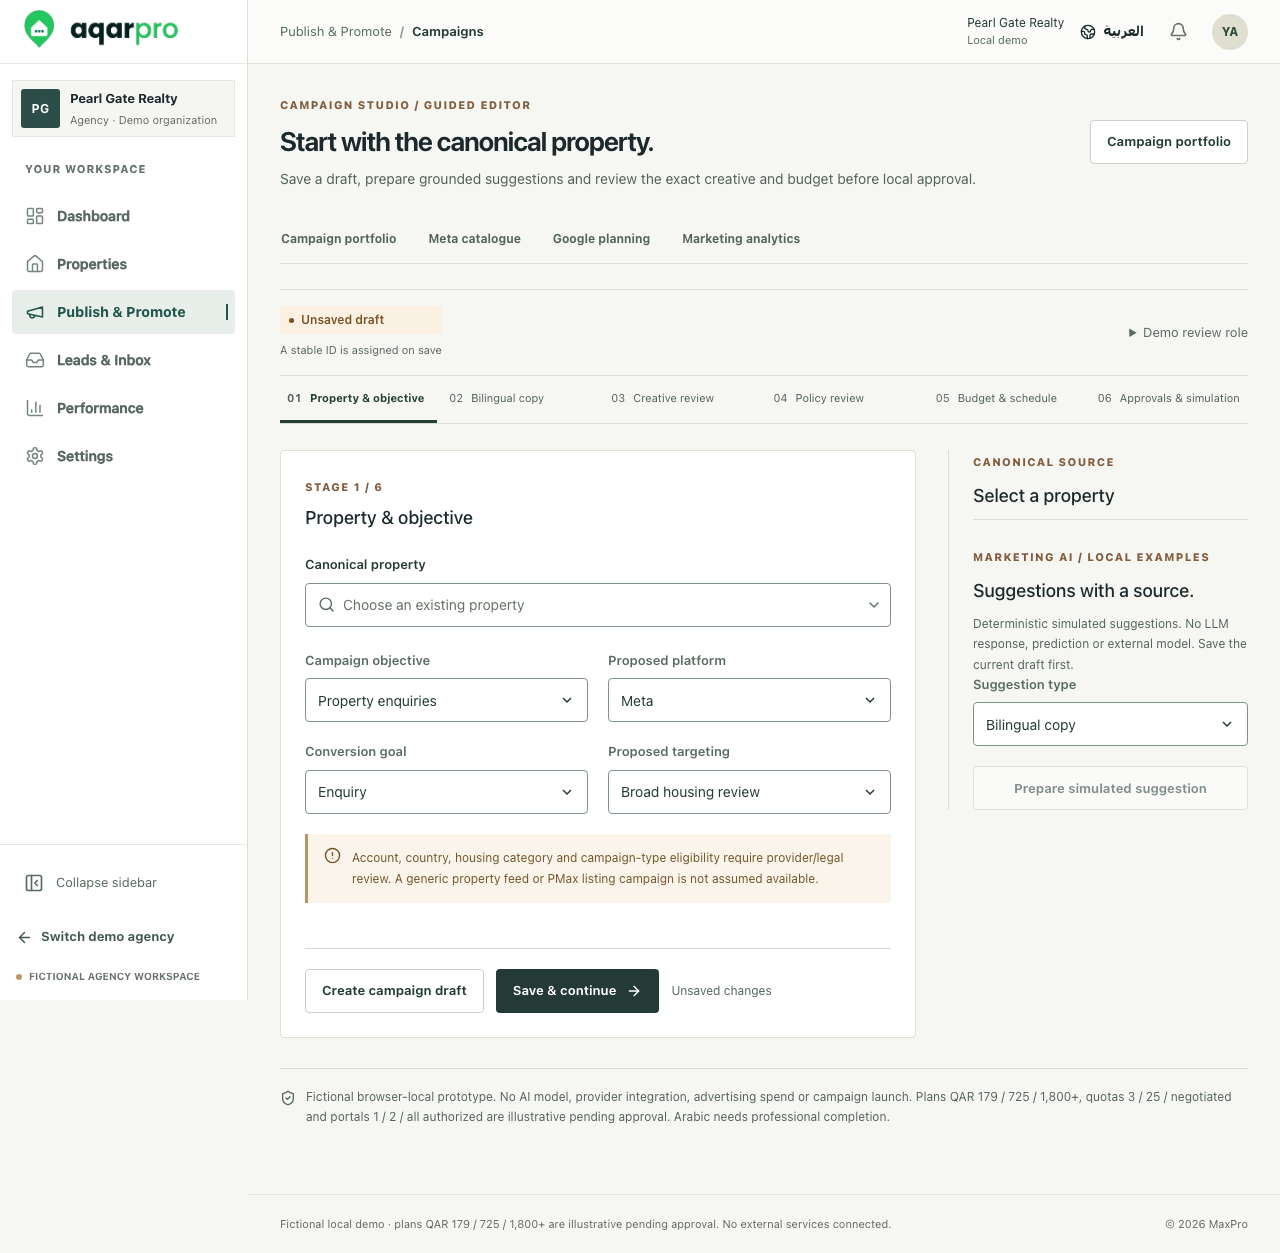 aqarpro
Publish & Promote / Campaigns
Pearl Gate Realty
Local demo
العربية
YA
PG
Pearl Gate Realty
Agency · Demo organization
YOUR WORKSPACE
Dashboard
Properties
Publish & Promote
Leads & Inbox
Performance
Settings
Collapse sidebar
Switch demo agency
FICTIONAL AGENCY WORKSPACE
CAMPAIGN STUDIO / GUIDED EDITOR
Start with the canonical property.
Save a draft, prepare grounded suggestions and review the exact creative and budget before local approval.
Campaign portfolio
Campaign portfolio
Meta catalogue
Google planning
Marketing analytics
Unsaved draft
A stable ID is assigned on save
Demo review role
01 Property & objective
02 Bilingual copy
03 Creative review
04 Policy review
05 Budget & schedule
06 Approvals & simulation
STAGE 1 / 6
Property & objective
Canonical property
Choose an existing property
Campaign objective
Property enquiries
Proposed platform
Meta
Conversion goal
Enquiry
Proposed targeting
Broad housing review
Account, country, housing category and campaign-type eligibility require provider/legal
review. A generic property feed or PMax listing campaign is not assumed available.
Create campaign draft
Save & continue
Unsaved changes
CANONICAL SOURCE
Select a property
MARKETING AI / LOCAL EXAMPLES
Suggestions with a source.
Deterministic simulated suggestions. No LLM
response, prediction or external model. Save the
current draft first.
Suggestion type
Bilingual copy
Prepare simulated suggestion
Fictional browser-local prototype. No AI model, provider integration, advertising spend or campaign launch. Plans QAR 179 / 725 / 1,800+, quotas 3 / 25 / negotiated
and portals 1 / 2 / all authorized are illustrative pending approval. Arabic needs professional completion.
Fictional local demo · plans QAR 179 / 725 / 1,800+ are illustrative pending approval. No external services connected.
© 2026 MaxPro